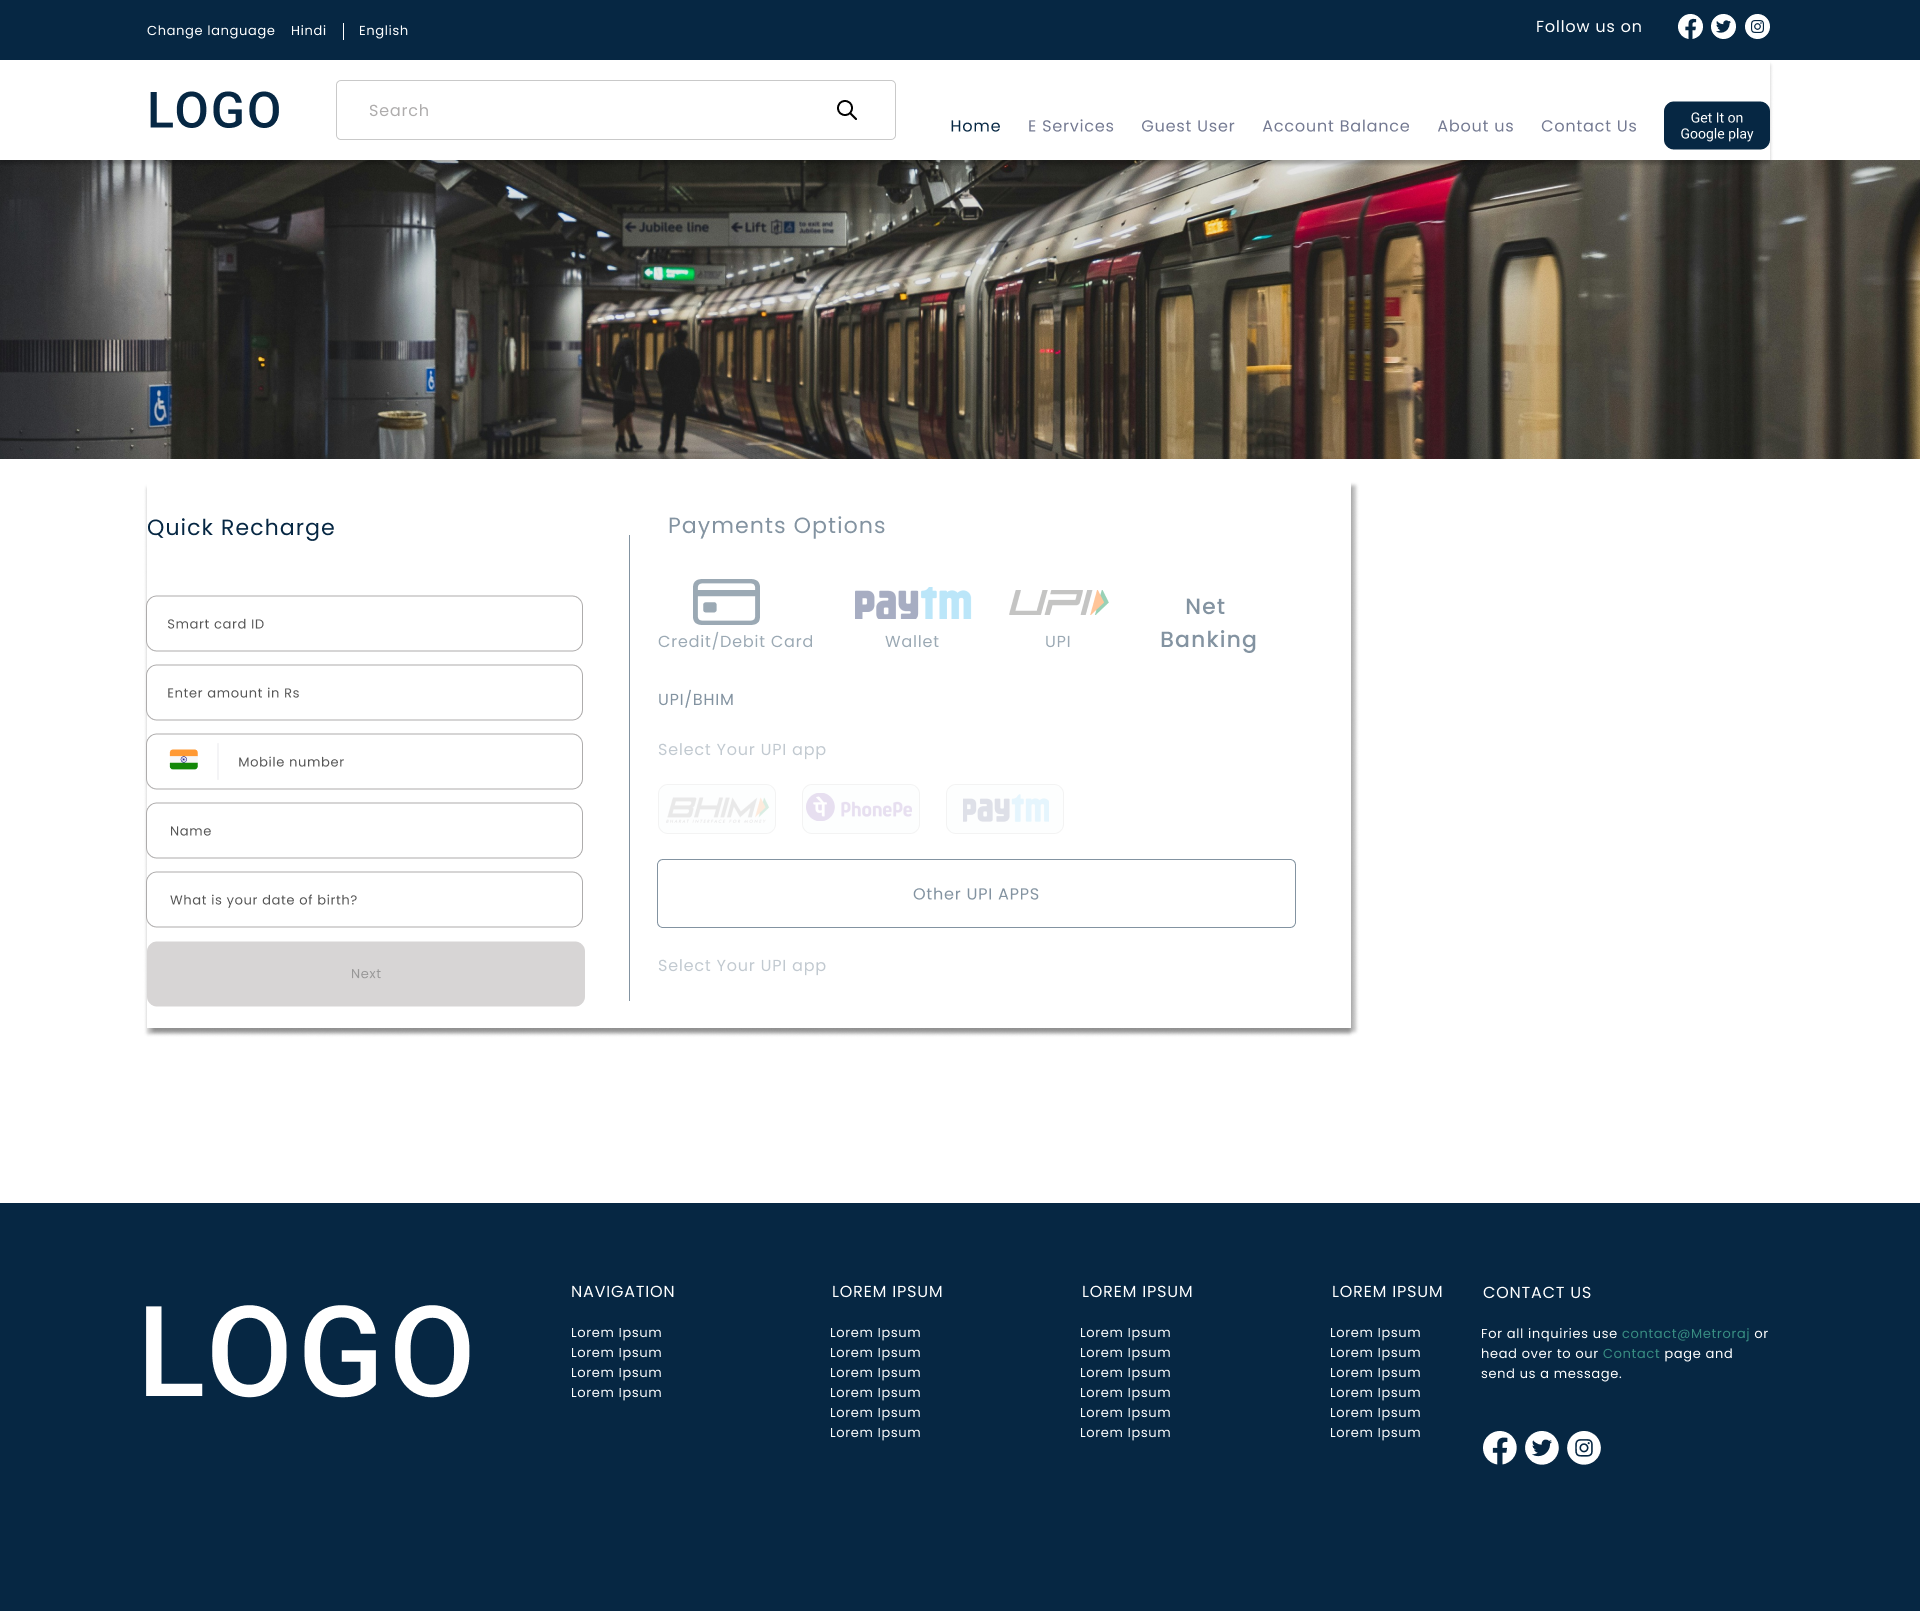 Change language Hindi English
Follow us on
LOGO
Search
Home E Services Guest User Account Balance About us Contact Us
Get It on
Google play
Jubilee line
Lift
to exit and
Jubilee line
Quick Recharge
Smart card ID
Enter amount in Rs
Mobile number
Name
What is your date of birth?
Next
Payments Options
paytm
UPI
Net
Banking
Credit/Debit Card
Wallet
UPI
UPI/BHIM
Select Your UPI app
BHIM
PhonePe
paytm
Other UPI APPS
Select Your UPI app
LOGO
NAVIGATION
Lorem Ipsum
Lorem Ipsum
Lorem Ipsum
Lorem Ipsum
LOREM IPSUM
Lorem Ipsum
Lorem Ipsum
Lorem Ipsum
Lorem Ipsum
Lorem Ipsum
Lorem Ipsum
LOREM IPSUM
Lorem Ipsum
Lorem Ipsum
Lorem Ipsum
Lorem Ipsum
Lorem Ipsum
Lorem Ipsum
LOREM IPSUM
Lorem Ipsum
Lorem Ipsum
Lorem Ipsum
Lorem Ipsum
Lorem Ipsum
Lorem Ipsum
CONTACT US
For all inquiries use contact@Metroraj or
head over to our Contact page and
send us a message.